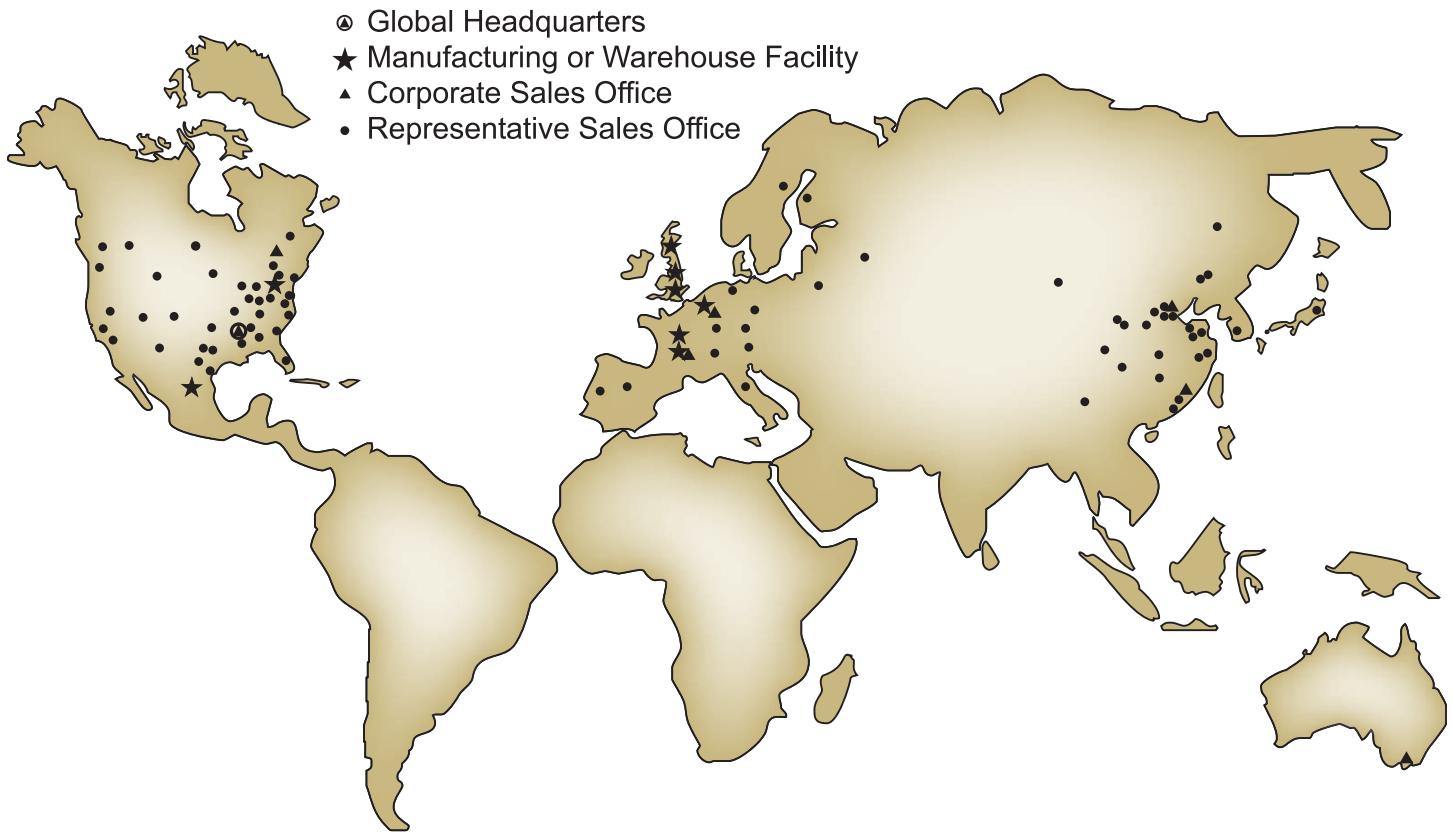 Global Headquarters
Manufacturing or Warehouse Facility
Corporate Sales Office
Representative Sales Office